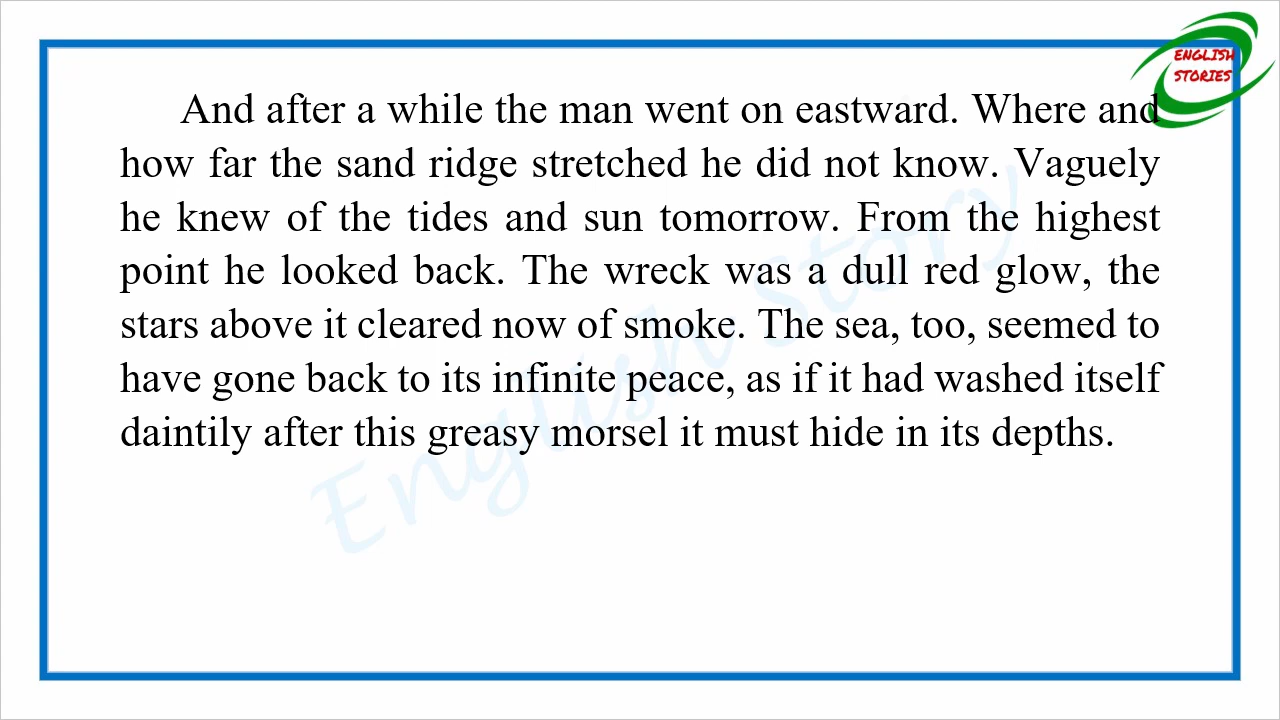 ENGLISH
STORIES
And after a while the man went on eastward. Where and
how far the sand ridge stretched he did not know. Vaguely
he knew of the tides and sun tomorrow. From the highest
point he looked back. The wreck was a dull red glow, the
stars above it cleared now of smoke. The sea, too, seemed to
have gone back to its infinite peace, as if it had washed itself
daintily after this greasy morsel it must hide in its depths.
English Story